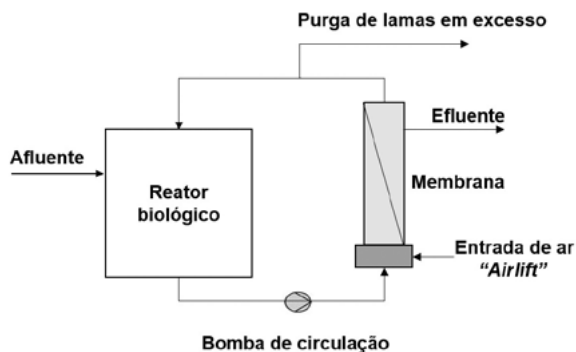 Purga de lamas em excesso
Efluente
Afluente
Reator
biológico
Membrana
Entrada de ar
“Airlift”
Bomba de circulação